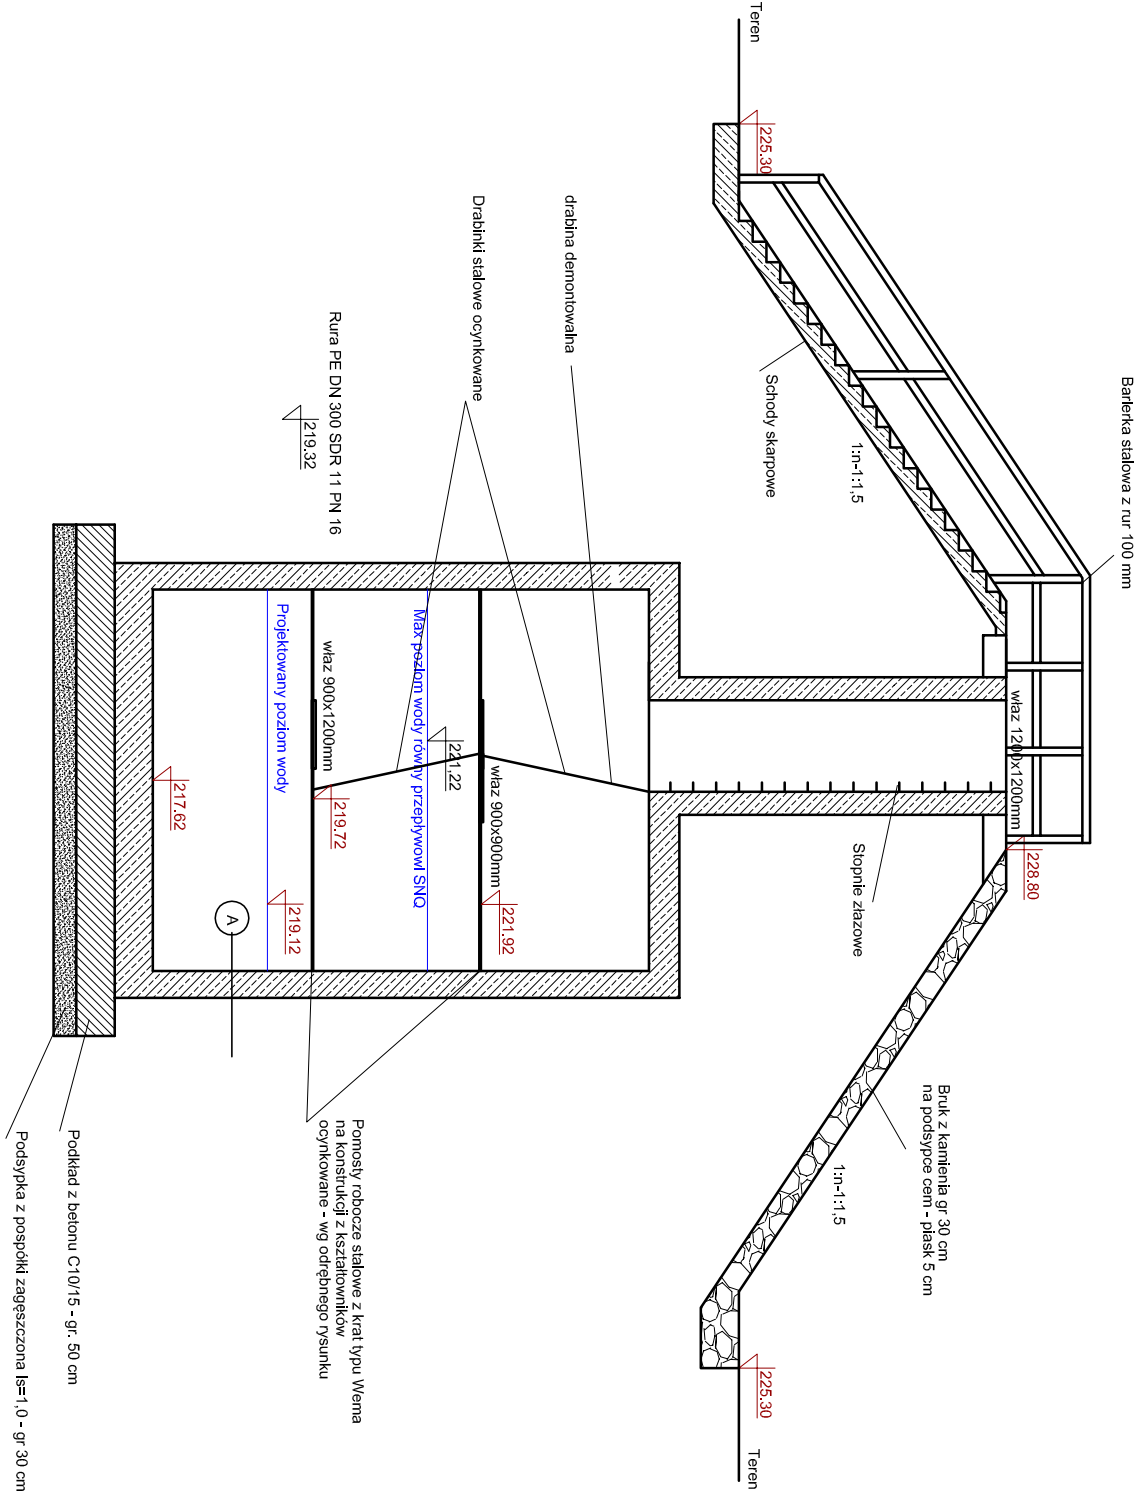 Teren
225.30
Barierka stalowa z rur 100 mm
Schody skarpowe
1:n-1:1,5
drabina demontowalna
Drabinki stalowe ocynkowane
Rura PE DN 300 SDR 11 PN 16
219.32
właz 1200x1200mm
228.80
Stopnie złazowe
właz 900x900mm
221.92
Max poziom wody równy przepływowi SNQ
221.22
właz 900x1200mm
219.72
Projektowany poziom wody
219.12
217.62
A
Bruk z kamienia gr 30 cm
na podsypce cem - piask 5 cm
1:n-1:1,5
225.30
Teren
Pomosty robocze stalowe z krat typu Wema
na konstrukcji z kształtowników
ocynkowane - wg odrębnego rysunku
Podkład z betonu C10/15 - gr. 50 cm
Podsypka z pospółki zagęszczona Is=1,0 - gr 30 cm